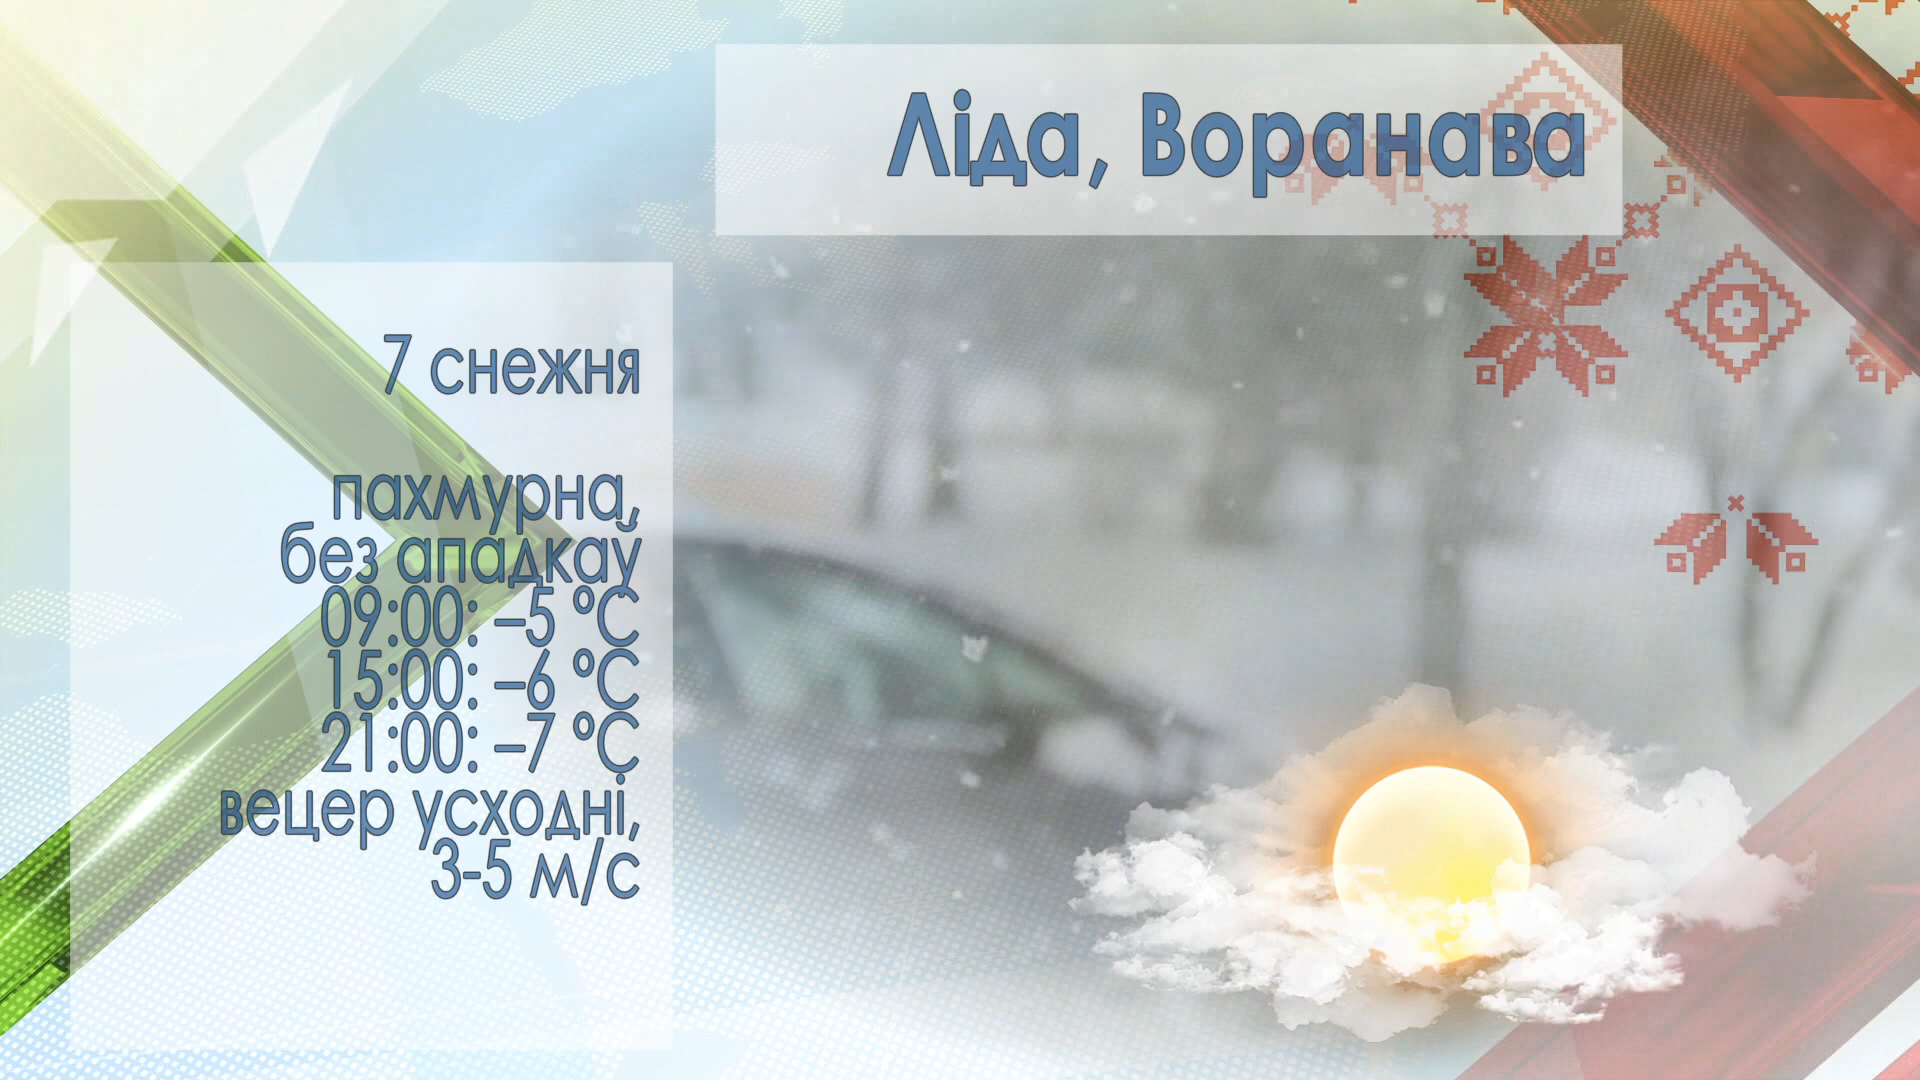 Ліда, Воранава
7 снежня
пахмурна,
без ападкаў
09:00: –5 °C
15:00: –6 °C
21:00: –7 °C
вецер усходні,
3-5 м/с